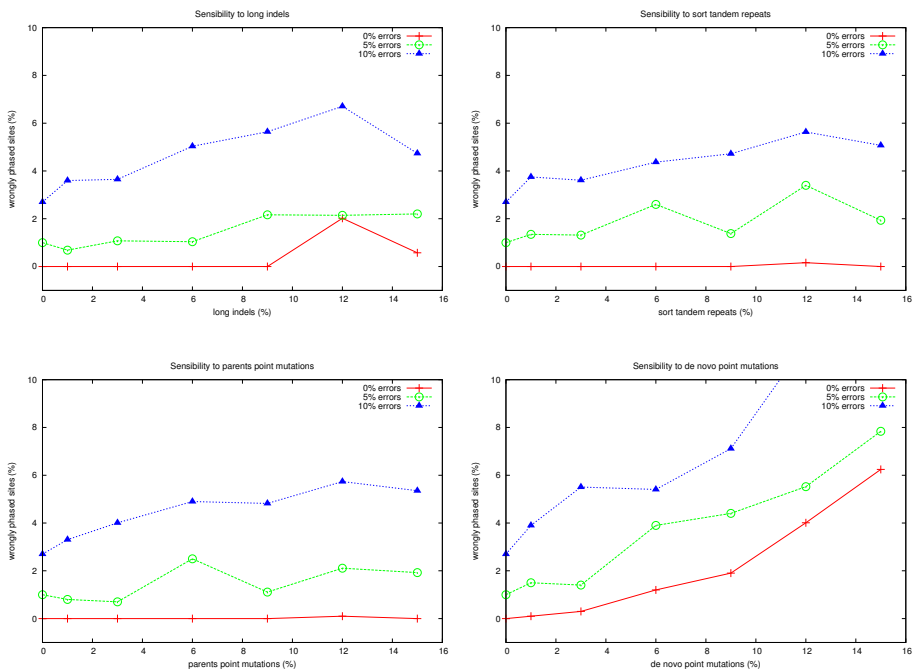 Sensibility to long indels
10
8
6
4
2
0
wrongly phased sites (%)
0% errors
5% errors
10% errors
0 2 4 6 8 10 12 14 16
long indels (%)
Sensibility to sort tandem repeats
10
8
6
4
2
0
wrongly phased sites (%)
0% errors
5% errors
10% errors
0 2 4 6 8 10 12 14 16
sort tandem repeats (%)
Sensibility to parents point mutations
10
8
6
4
2
0
wrongly phased sites (%)
0% errors
5% errors
10% errors
0 2 4 6 8 10 12 14 16
parents point mutations (%)
Sensibility to de novo point mutations
10
8
6
4
2
0
wrongly phased sites (%)
0% errors
5% errors
10% errors
0 2 4 6 8 10 12 14 16
de novo point mutations (%)